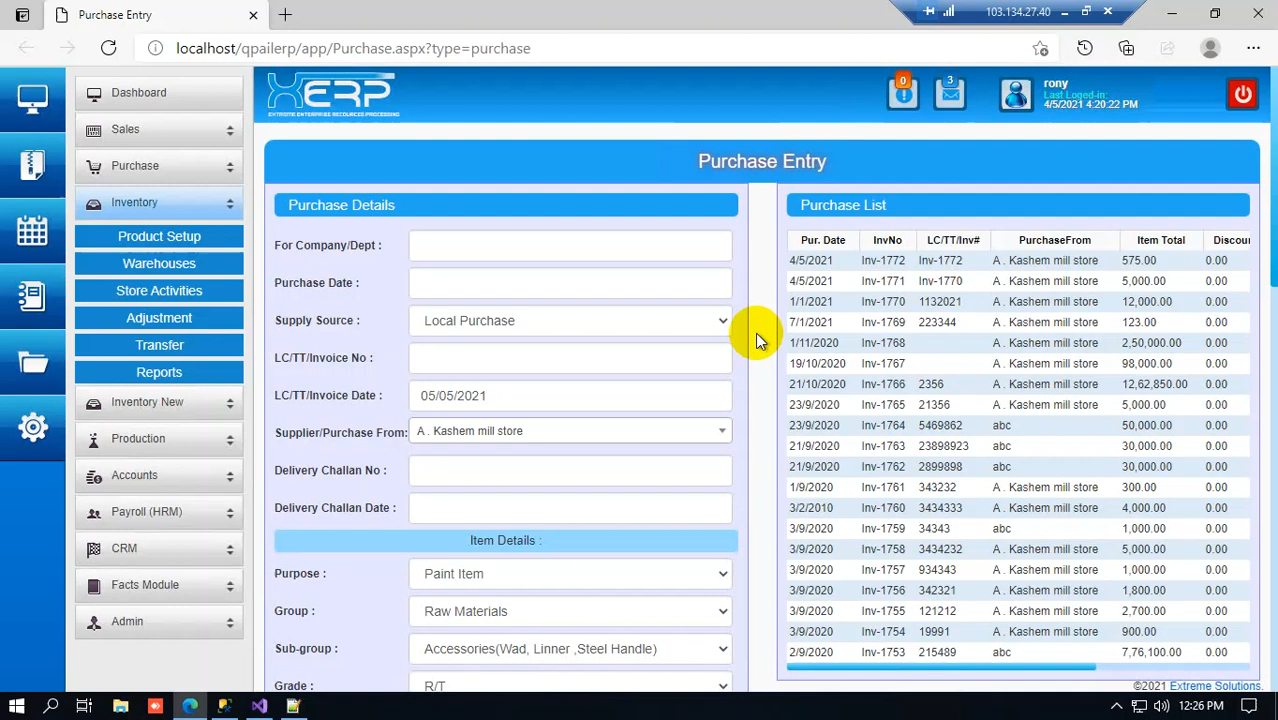 Purchase Entry
103.134.27.40
localhost/qpailerp/app/Purchase.aspx?type=purchase
XERP
EXTREME ENTERPRISE RESOURCES PROCESSING
0
3
rony
Last Loged-in:
4/5/2021 4:20:22 PM
Dashboard
Sales
Purchase
Inventory
Product Setup
Warehouses
Store Activities
Adjustment
Transfer
Reports
Inventory New
Production
Accounts
Payroll (HRM)
CRM
Facts Module
Admin
Purchase Entry
Purchase Details
For Company/Dept :
Purchase Date :
Supply Source : Local Purchase
LC/TT/Invoice No :
LC/TT/Invoice Date : 05/05/2021
Supplier/Purchase From: A . Kashem mill store
Delivery Challan No :
Delivery Challan Date :
Item Details :
Purpose : Paint Item
Group : Raw Materials
Sub-group : Accessories(Wad, Linner ,Steel Handle)
Grade : R/T
Purchase List
Pur. Date InvNo LC/TT/Inv# PurchaseFrom Item Total Discou
4/5/2021 Inv-1772 Inv-1772 A . Kashem mill store 575.00 0.00
4/5/2021 Inv-1771 Inv-1770 A . Kashem mill store 5,000.00 0.00
1/1/2021 Inv-1770 1132021 A . Kashem mill store 12,000.00 0.00
7/1/2021 Inv-1769 223344 A . Kashem mill store 123.00 0.00
1/11/2020 Inv-1768 A . Kashem mill store 2,50,000.00 0.00
19/10/2020 Inv-1767 A . Kashem mill store 98,000.00 0.00
21/10/2020 Inv-1766 2356 A . Kashem mill store 12,62,850.00 0.00
23/9/2020 Inv-1765 21356 A . Kashem mill store 5,000.00 0.00
23/9/2020 Inv-1764 5469862 abc 50,000.00 0.00
21/9/2020 Inv-1763 23898923 abc 30,000.00 0.00
21/9/2020 Inv-1762 2899898 abc 30,000.00 0.00
1/9/2020 Inv-1761 343232 A . Kashem mill store 300.00 0.00
3/2/2010 Inv-1760 3434333 A . Kashem mill store 4,000.00 0.00
3/9/2020 Inv-1759 34343 abc 1,000.00 0.00
3/9/2020 Inv-1758 3434232 A . Kashem mill store 5,000.00 0.00
3/9/2020 Inv-1757 934343 A . Kashem mill store 1,000.00 0.00
3/9/2020 Inv-1756 342321 A . Kashem mill store 1,800.00 0.00
3/9/2020 Inv-1755 121212 A . Kashem mill store 2,700.00 0.00
3/9/2020 Inv-1754 19991 A . Kashem mill store 900.00 0.00
2/9/2020 Inv-1753 215489 abc 7,76,100.00 0.00
©2021 Extreme Solutions.
12:26 PM